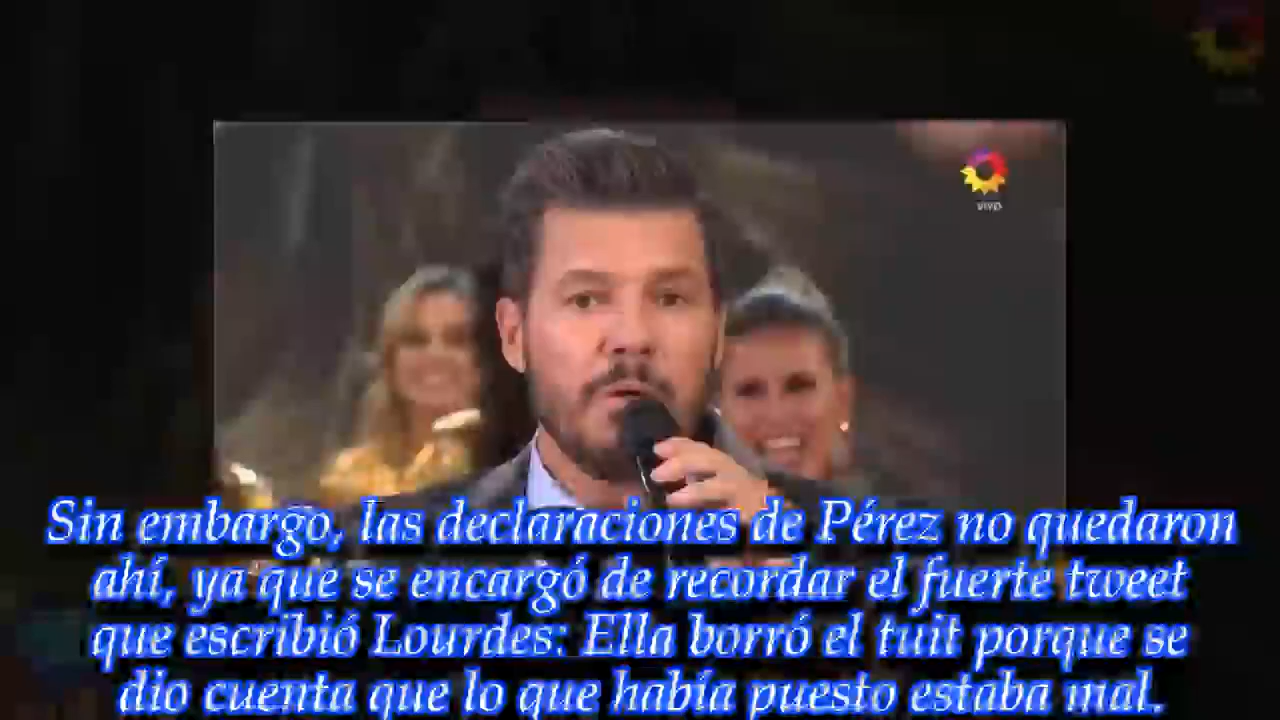 VIVO
Sin embargo, las declaraciones de Pérez no quedaron
ahí, ya que se encargó de recordar el fuerte tweet
que escribió Lourdes: Ella borró el tuit porque se
dio cuenta que lo que había puesto estaba mal.